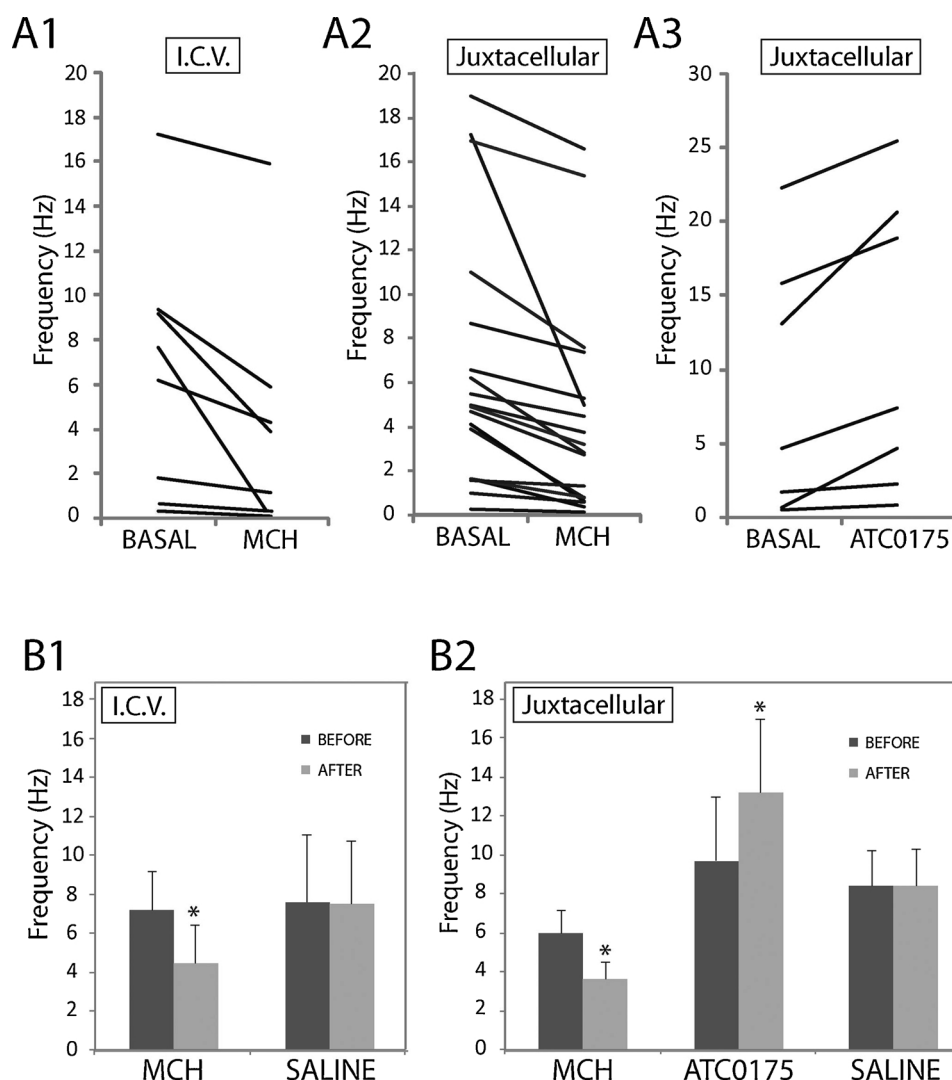 A1
I.C.V.
Frequency (Hz)
20
18
16
14
12
10
8
6
4
2
0
BASAL MCH
A2
Juxtacellular
Frequency (Hz)
20
18
16
14
12
10
8
6
4
2
0
BASAL MCH
A3
Juxtacellular
Frequency (Hz)
30
25
20
15
10
5
0
BASAL ATC0175
B1
I.C.V.
Frequency (Hz)
18
16
14
12
10
8
6
4
2
0
BEFORE
AFTER
*
MCH SALINE
B2
Juxtacellular
Frequency (Hz)
18
16
14
12
10
8
6
4
2
0
BEFORE
AFTER
*
*
MCH ATC0175 SALINE